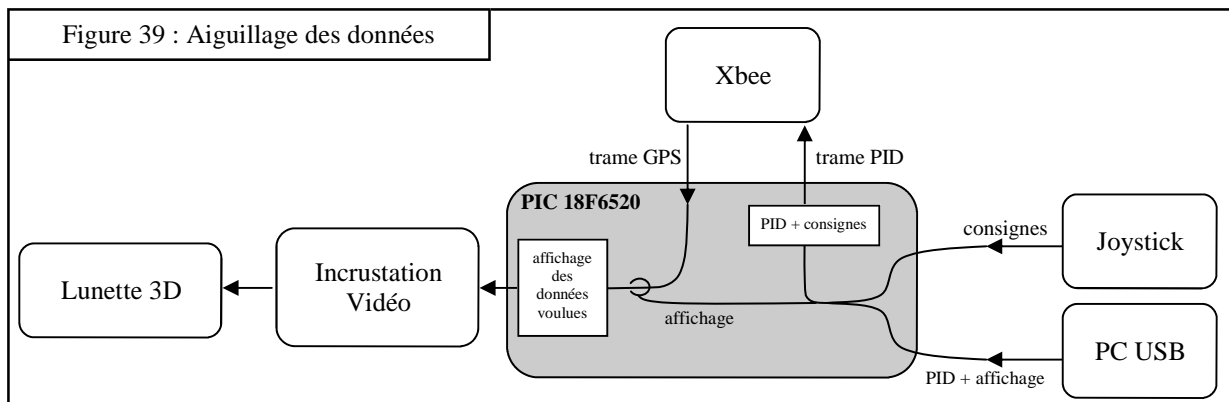 Figure 39 : Aiguillage des données
Xbee
trame GPS
trame PID
PIC 18F6520
PID + consignes
consignes
Joystick
Lunette 3D
Incrustation
Vidéo
affichage
des
données
voulues
affichage
PC USB
PID + affichage